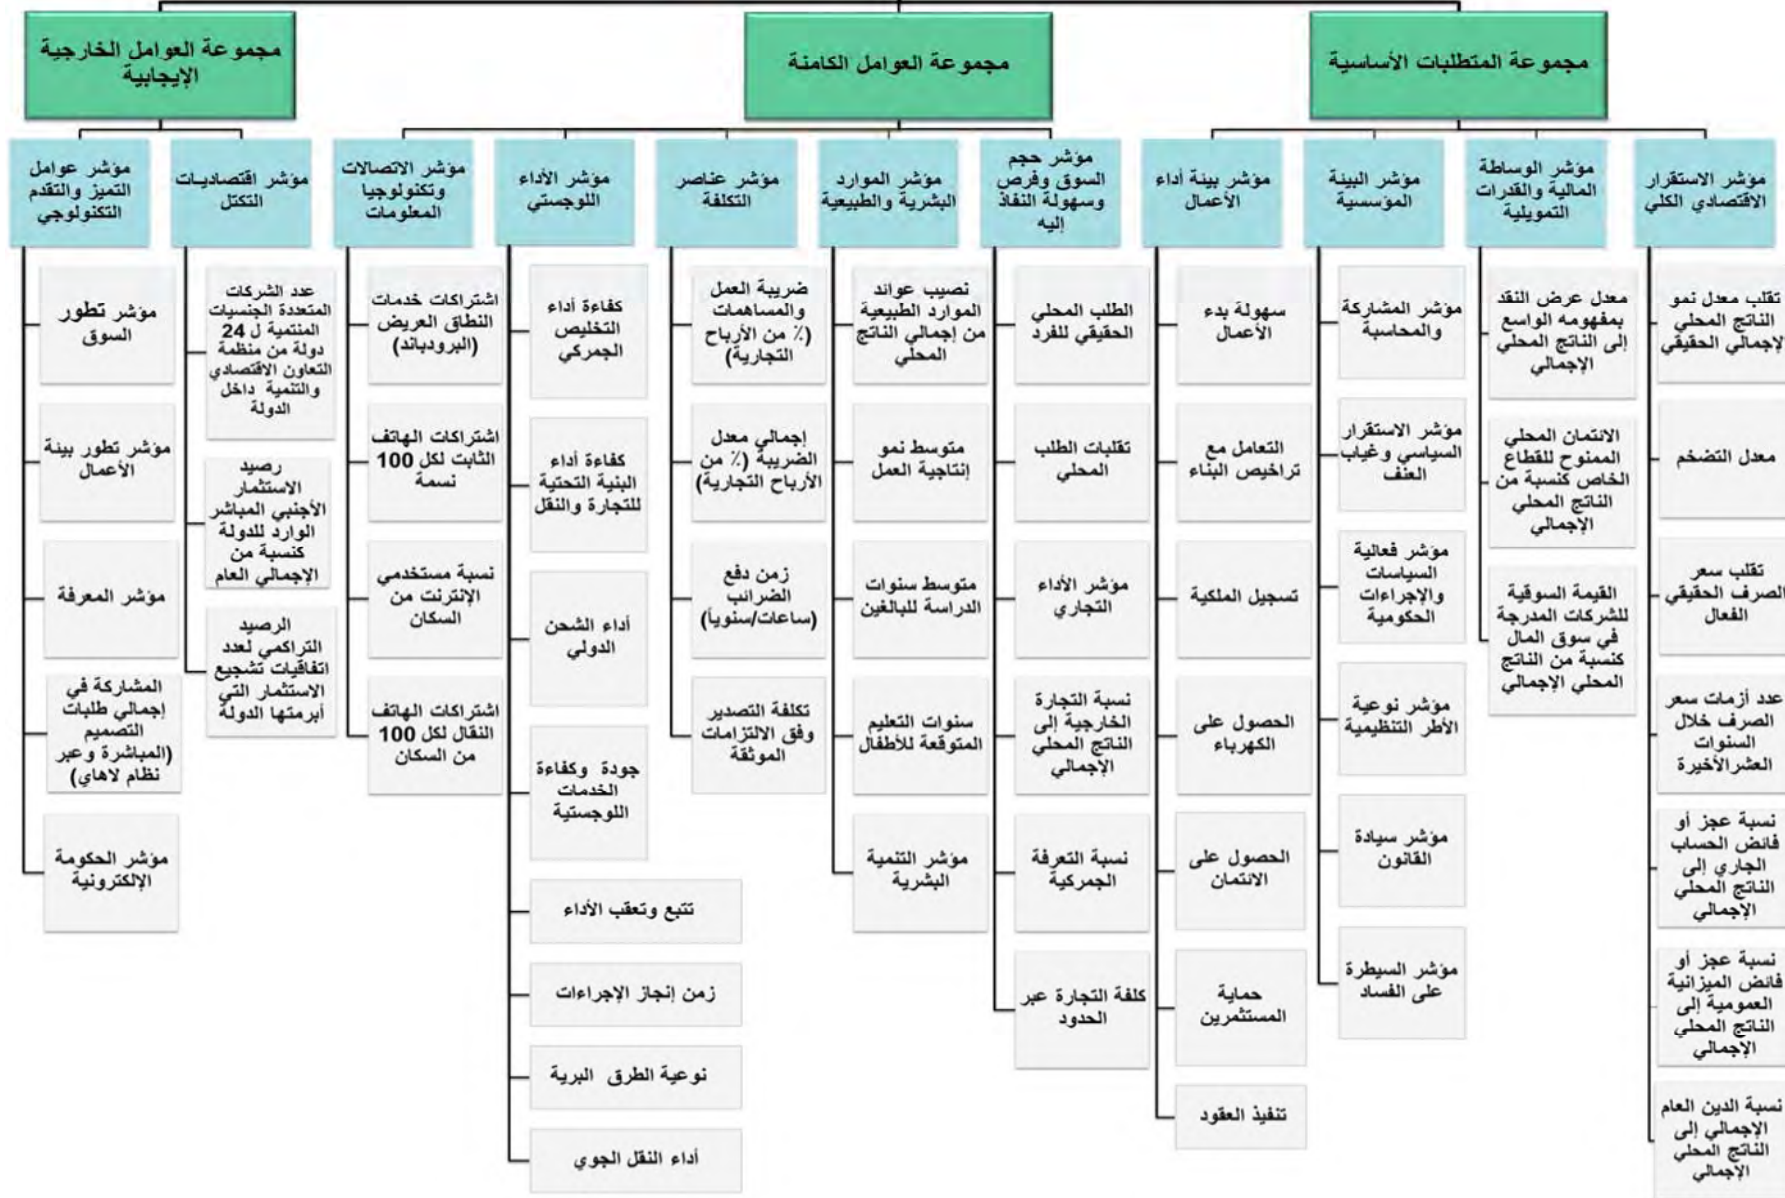 مجموعة المتطلبات الأساسية
مجموعة العوامل الكامنة
مجموعة العوامل الخارجية
الإيجابية
مؤشر الاستقرار
الاقتصادي الكلي
تقلب معدل نمو
الناتج المحلي
الإجمالي الحقيقي
معدل التضخم
تقلب سعر
الصرف الحقيقي
الفعال
عدد أزمات سعر
الصرف خلال
السنوات
العشرالأخيرة
نسبة عجز أو
فائض الحساب
الجاري إلى
الناتج المحلي
الإجمالي
نسبة عجز أو
فائض الميزانية
العمومية إلى
الناتج المحلي
الإجمالي
نسبة الدين العام
الإجمالي إلى
الناتج المحلي
الإجمالي
مؤشر الوساطة
المالية والقدرات
التمويلية
معدل عرض النقد
بمفهومه الواسع
إلى الناتج المحلي
الإجمالي
الائتمان المحلي
الممنوح للقطاع
الخاص كنسبة من
الناتج المحلي
الإجمالي
القيمة السوقية
للشركات المدرجة
في سوق المال
كنسبة من الناتج
المحلي الإجمالي
مؤشر البيئة
المؤسسية
مؤشر المشاركة
والمحاسبة
مؤشر الاستقرار
السياسي وغياب
العنف
مؤشر فعالية
السياسات
والإجراءات
الحكومية
مؤشر نوعية
الأطر التنظيمية
مؤشر سيادة
القانون
مؤشر السيطرة
على الفساد
مؤشر بيئة أداء
الأعمال
سهولة بدء
الأعمال
التعامل مع
تراخيص البناء
تسجيل الملكية
الحصول على
الكهرباء
الحصول على
الائتمان
حماية
المستثمرين
تنفيذ العقود
مؤشر حجم
السوق وفرص
وسهولة النفاذ
إليه
الطلب المحلي
الحقيقي للفرد
تقلبات الطلب
المحلي
مؤشر الأداء
التجاري
نسبة التجارة
الخارجية إلى
الناتج المحلي
الإجمالي
نسبة التعرفة
الجمركية
كلفة التجارة عبر
الحدود
مؤشر الموارد
البشرية والطبيعية
نصيب عوائد
الموارد الطبيعية
من إجمالي الناتج
المحلي
متوسط نمو
إنتاجية العمل
متوسط سنوات
الدراسة للبالغين
سنوات التعليم
المتوقعة للأطفال
مؤشر التنمية
البشرية
مؤشر عناصر
التكلفة
ضريبة العمل
والمساهمات
(٪ من الأرباح
التجارية)
إجمالي معدل
الضريبة (٪ من
الأرباح التجارية)
زمن دفع
الضرائب
(ساعات/سنوياً)
تكلفة التصدير
وفق الالتزامات
الموثقة
مؤشر الأداء
اللوجستي
كفاءة أداء
التخليص
الجمركي
كفاءة أداء
البنية التحتية
للتجارة والنقل
أداء الشحن
الدولي
جودة وكفاءة
الخدمات
اللوجستية
تتبع وتعقب الأداء
زمن إنجاز الإجراءات
نوعية الطرق البرية
أداء النقل الجوي
مؤشر الاتصالات
وتكنولوجيا
المعلومات
اشتراكات خدمات
النطاق العريض
(البرودباند)
اشتراكات الهاتف
الثابت لكل 100
نسمة
نسبة مستخدمي
الإنترنت من
السكان
اشتراكات الهاتف
النقال لكل 100
من السكان
مؤشر اقتصاديات
التكتل
عدد الشركات
المتعددة الجنسيات
المنتمية ل 24
دولة من منظمة
التعاون الاقتصادي
والتنمية داخل
الدولة
رصيد
الاستثمار
الأجنبي المباشر
الوارد للدولة
كنسبة من
الإجمالي العام
الرصيد
التراكمي لعدد
اتفاقيات تشجيع
الاستثمار التي
أبرمتها الدولة
مؤشر عوامل
التميز والتقدم
التكنولوجي
مؤشر تطور
السوق
مؤشر تطور بيئة
الأعمال
مؤشر المعرفة
المشاركة في
إجمالي طلبات
التصميم
(المباشرة وعبر
نظام لاهاي)
مؤشر الحكومة
الإلكترونية